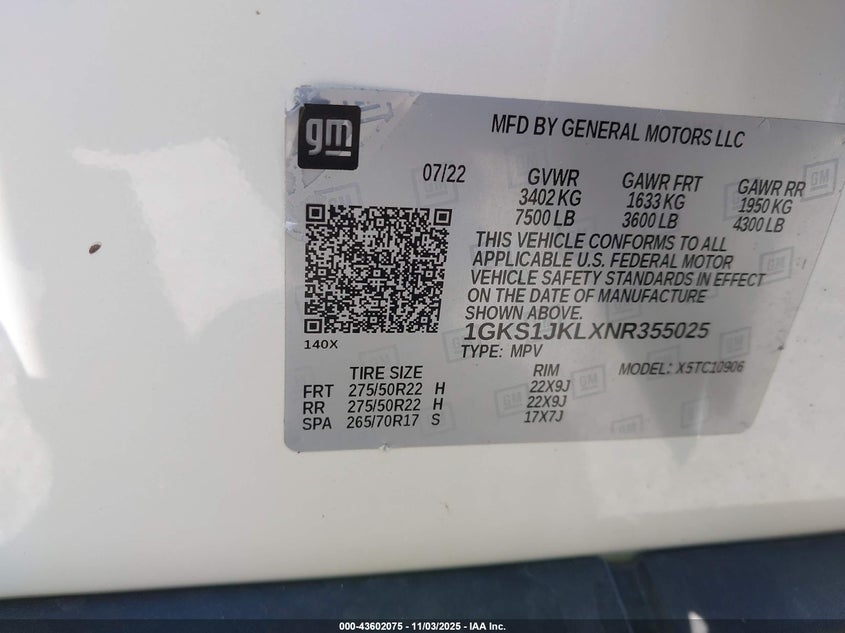 gm
MFD BY GENERAL MOTORS LLC
07/22 GVWR GAWR FRT GAWR RR
3402 KG 1633 KG 1950 KG
7500 LB 3600 LB 4300 LB
THIS VEHICLE CONFORMS TO ALL
APPLICABLE U.S. FEDERAL MOTOR
VEHICLE SAFETY STANDARDS IN EFFECT
ON THE DATE OF MANUFACTURE
SHOWN ABOVE.
1GKS1JKLXNR355025
140X
TYPE: MPV MODEL: X5TC10906
TIRE SIZE RIM
FRT 275/50R22 H 22X9J
RR 275/50R22 H 22X9J
SPA 265/70R17 S 17X7J
000-43602075 - 11/03/2025 - IAA Inc.